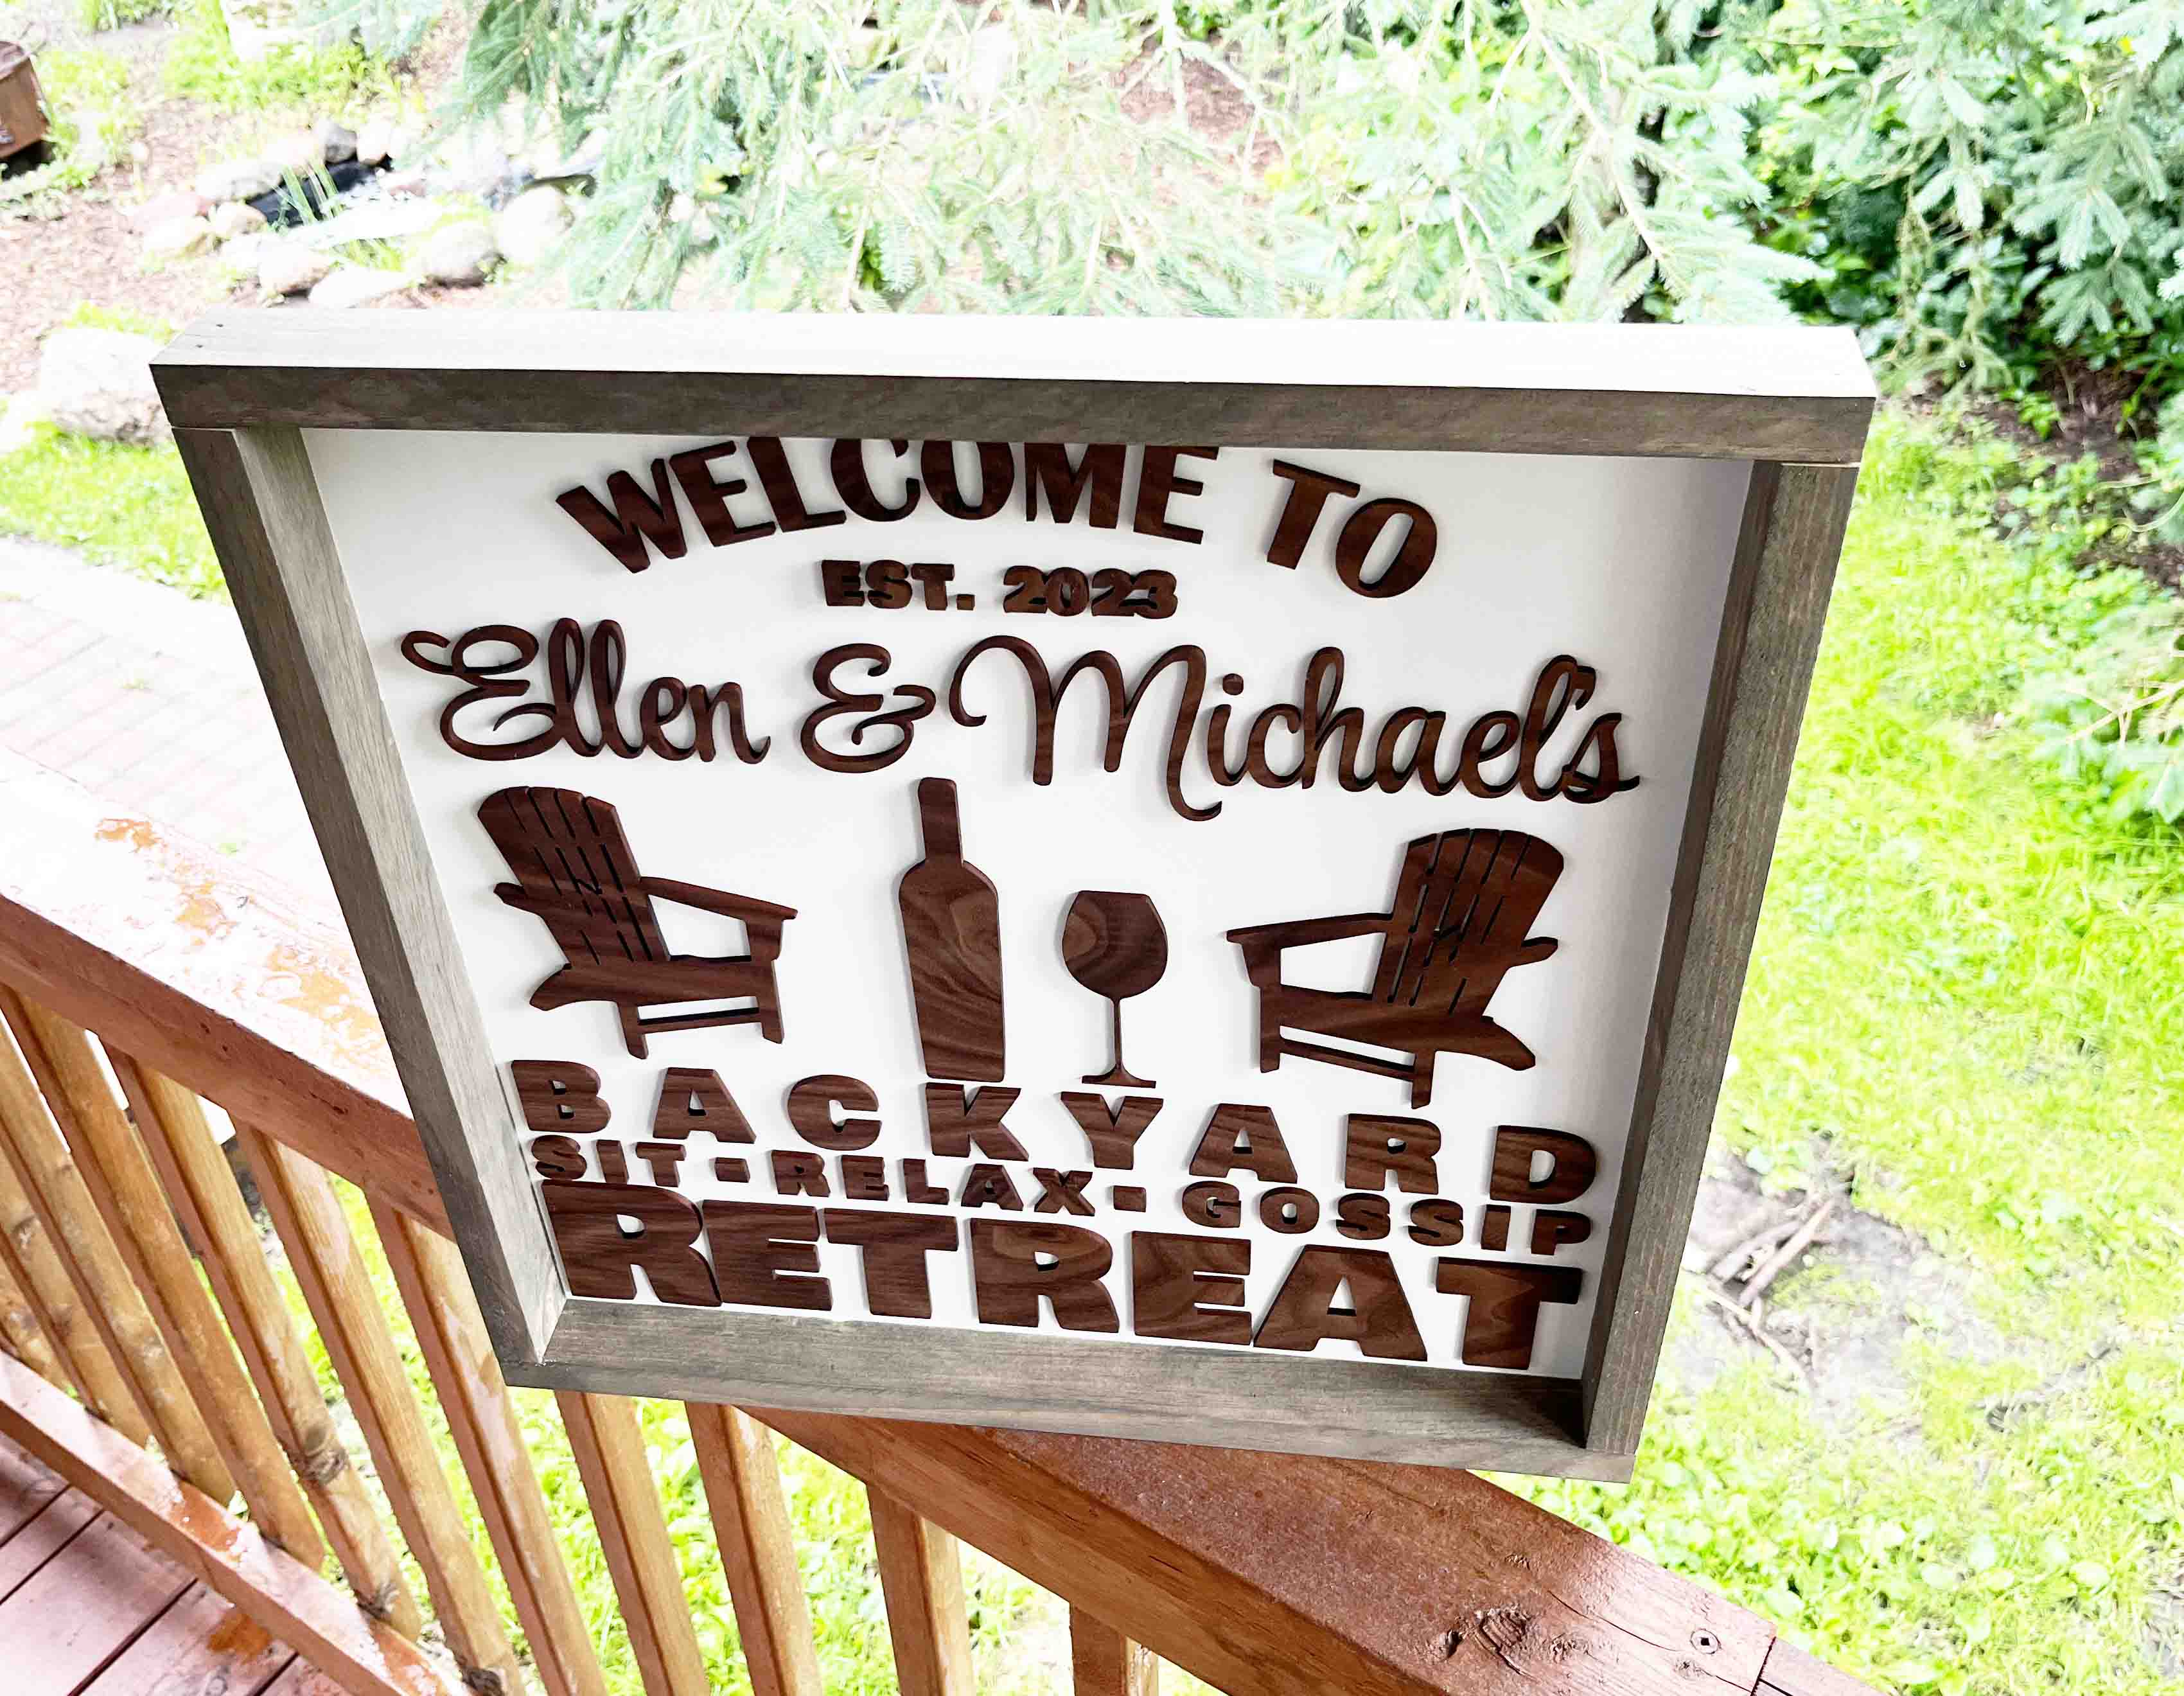 WELCOME TO
EST. 2023
Ellen & Michael's
BACKYARD
SIT - RELAX - GOSSIP
RETREAT